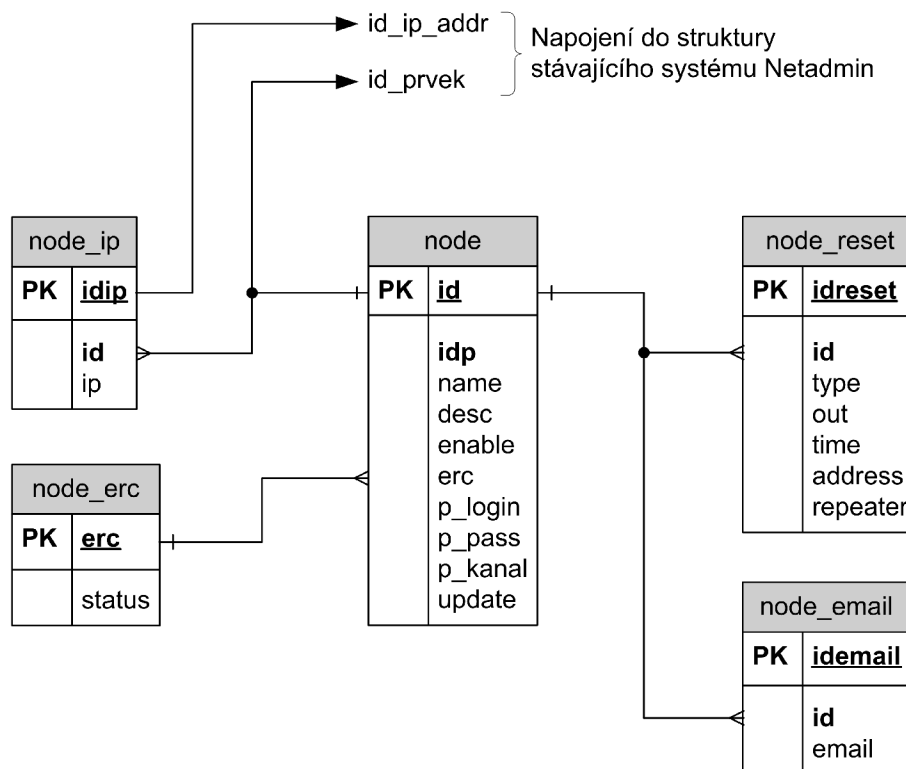 id_ip_addr
id_prvek
Napojení do struktury
stávajícího systému Netadmin
node_ip
PK idip
id
ip
node_erc
PK erc
status
node
PK id
idp
name
desc
enable
erc
p_login
p_pass
p_kanal
update
node_reset
PK idreset
id
type
out
time
address
repeater
node_email
PK idemail
id
email